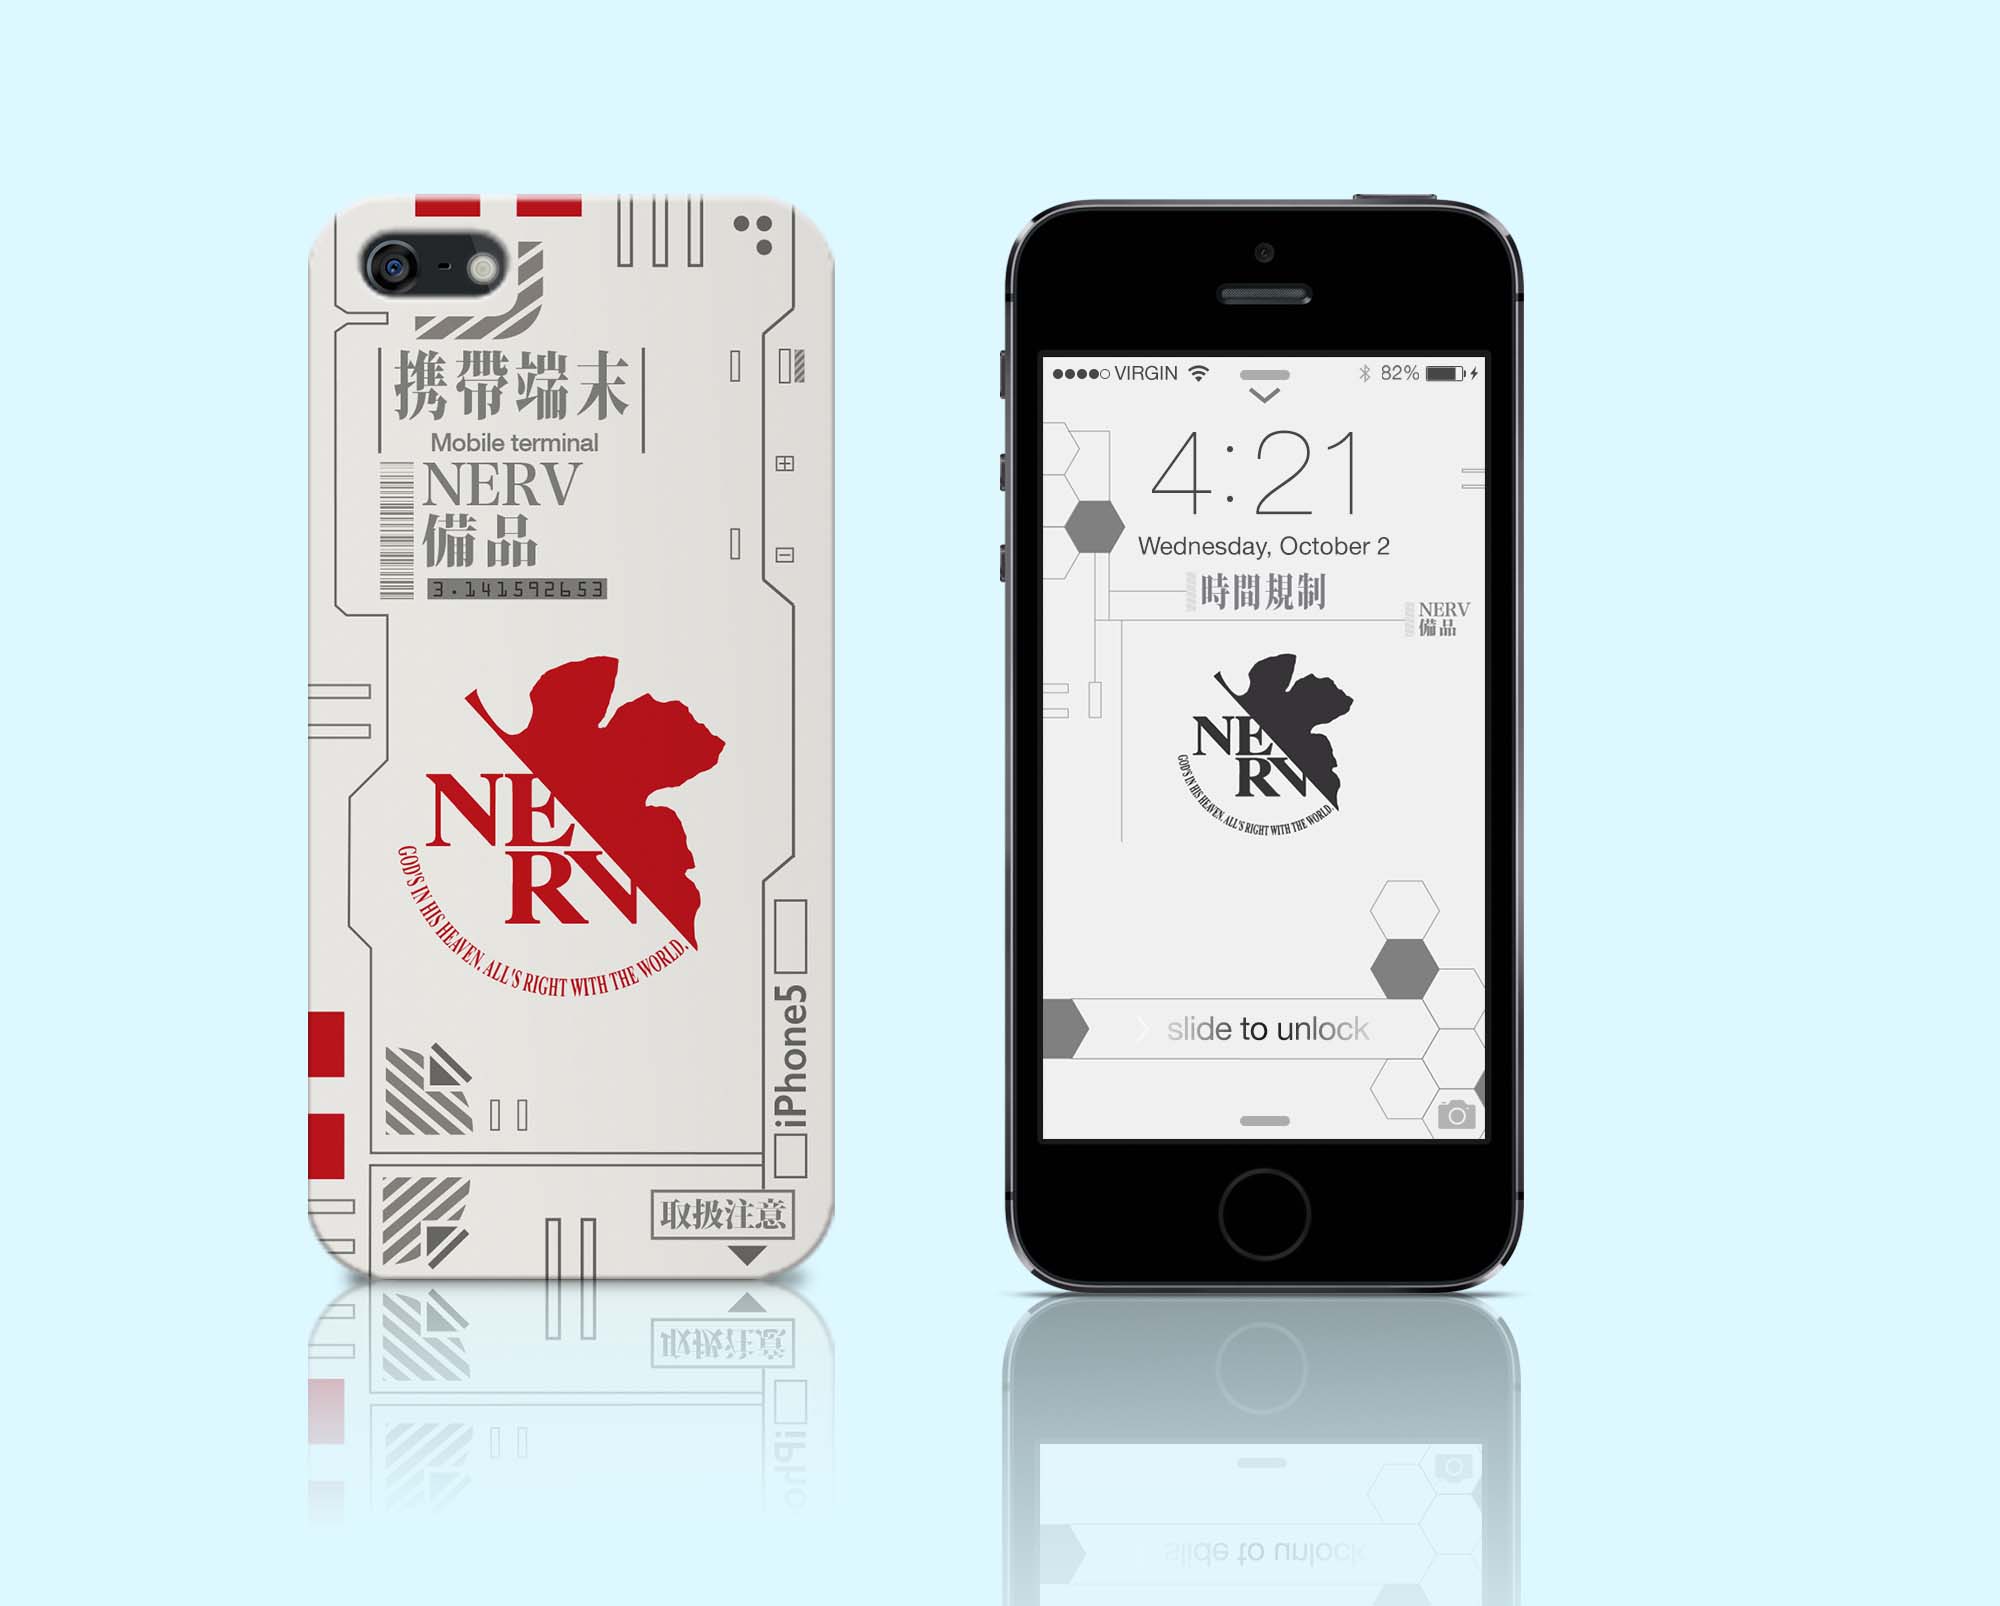 携帶端末
Mobile terminal
NERV
備品
3.141592653
NERV
GOD'S IN HIS HEAVEN. ALL'S RIGHT WITH THE WORLD.
iPhone5
取扱注意
VIRGIN
82%
4:21
Wednesday, October 2
時間規制
NERV
備品
NERV
GOD'S IN HIS HEAVEN. ALL'S RIGHT WITH THE WORLD.
slide to unlock